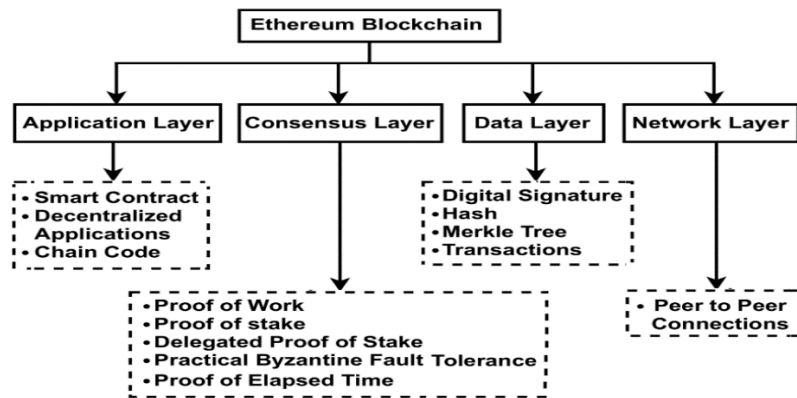 Ethereum Blockchain
Application Layer
Consensus Layer
Data Layer
Network Layer
• Smart Contract
• Decentralized
Applications
• Chain Code
• Digital Signature
• Hash
• Merkle Tree
• Transactions
• Proof of Work
• Proof of stake
• Delegated Proof of Stake
• Practical Byzantine Fault Tolerance
• Proof of Elapsed Time
• Peer to Peer
Connections